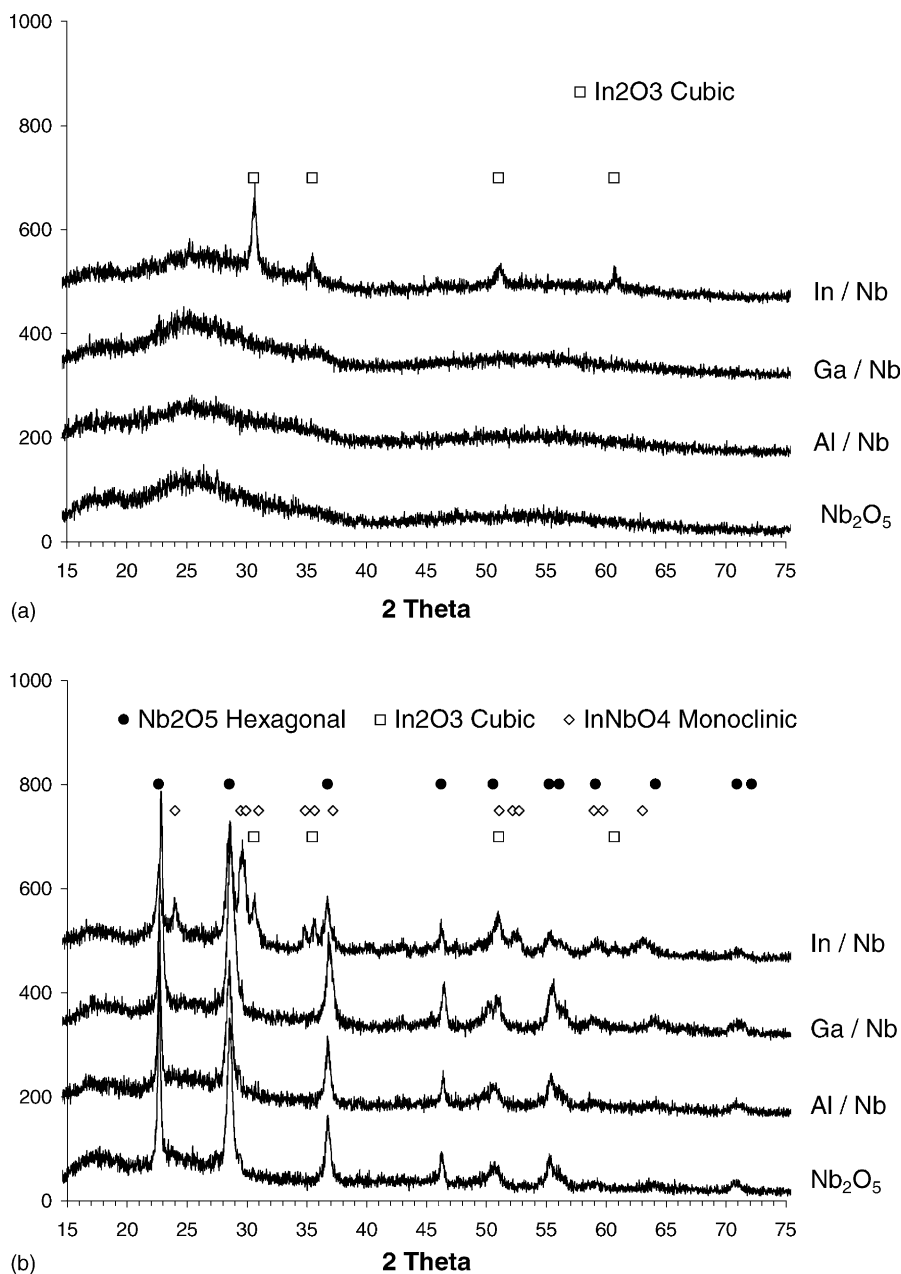 1000
□ In2O3 Cubic
800
600
In / Nb
400
Ga / Nb
Al / Nb
200
Nb₂O₅
0
15 20 25 30 35 40 45 50 55 60 65 70 75
(a)
2 Theta
1000
● Nb2O5 Hexagonal □ In2O3 Cubic ◇ InNbO4 Monoclinic
800
600
In / Nb
400
Ga / Nb
200
Al / Nb
Nb₂O₅
0
15 20 25 30 35 40 45 50 55 60 65 70 75
(b)
2 Theta